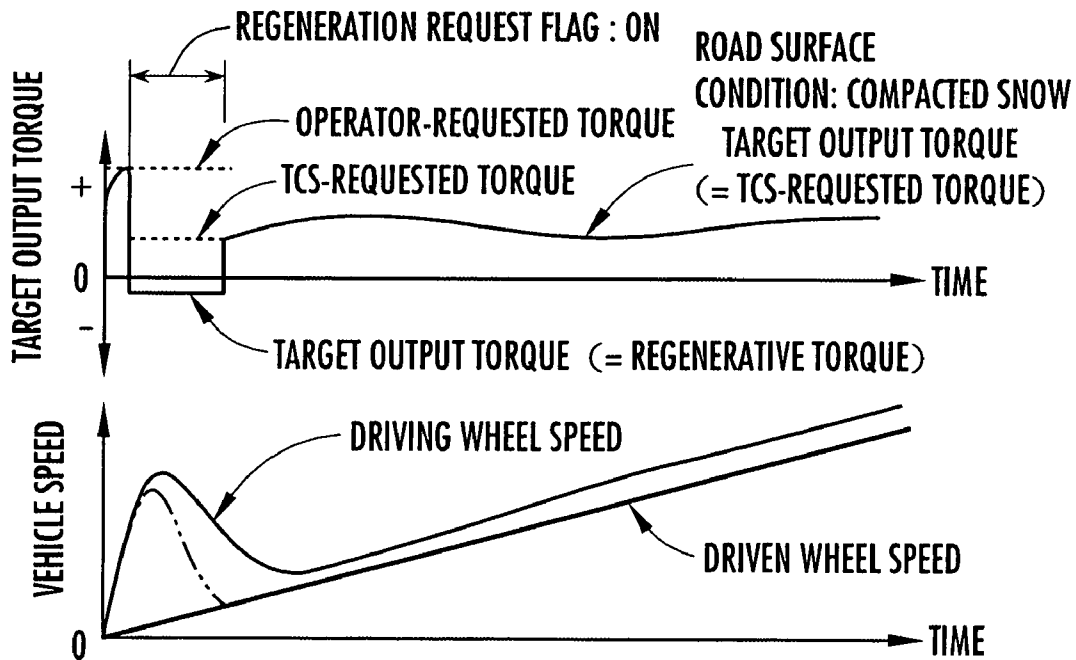 REGENERATION REQUEST FLAG : ON
ROAD SURFACE
CONDITION: COMPACTED SNOW
OPERATOR-REQUESTED TORQUE
TARGET OUTPUT TORQUE
(= TCS-REQUESTED TORQUE)
TCS-REQUESTED TORQUE
TARGET OUTPUT TORQUE
+
0
-
TIME
TARGET OUTPUT TORQUE (= REGENERATIVE TORQUE)
DRIVING WHEEL SPEED
VEHICLE SPEED
DRIVEN WHEEL SPEED
0
TIME